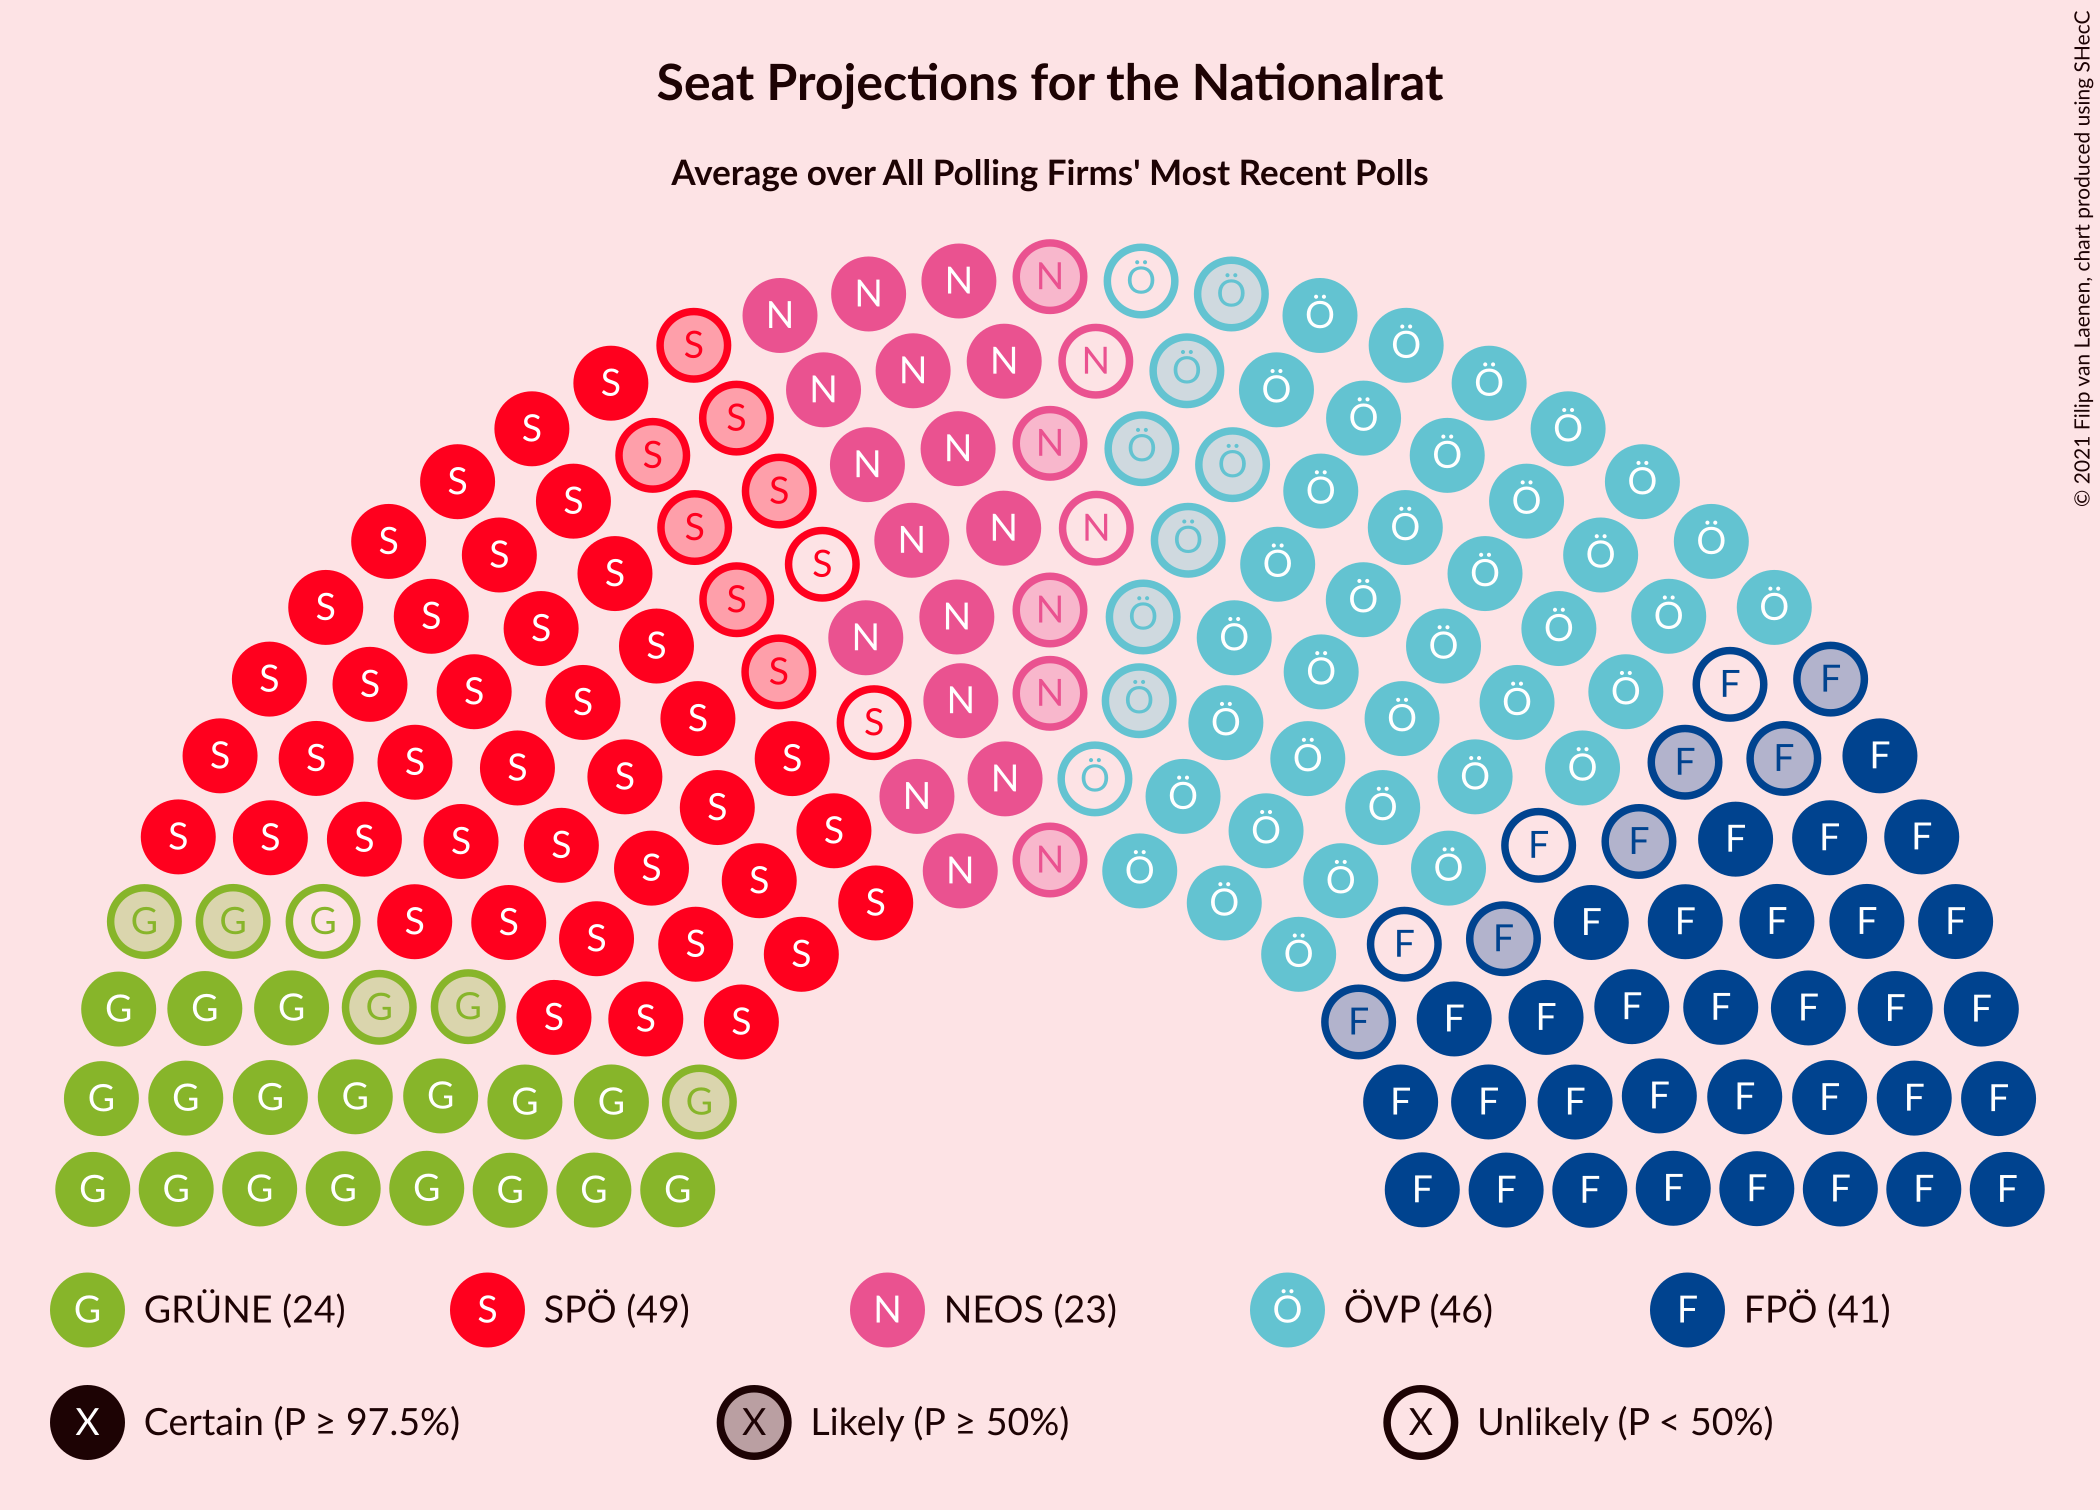 Seat Projections for the Nationalrat
Average over All Polling Firms' Most Recent Polls
© 2021 Filip van Laenen, chart produced using SHecC
N N N N Ö Ö Ö
S S N N N N Ö Ö Ö Ö
S S S N N N Ö Ö Ö Ö Ö
S S S S S N N N Ö Ö Ö Ö Ö Ö
S S S S S S S N N N Ö Ö Ö Ö Ö Ö Ö Ö Ö
S S S S S S S S N N Ö Ö Ö Ö Ö Ö Ö F F
S S S S S S S N N Ö Ö Ö Ö Ö Ö F F F
S S S S S S S S N N Ö Ö Ö Ö F F F F F
G G G S S S S S S Ö Ö F F F F F F F
G G G G G S S S F F F F F F F F
G G G G G G G G F F F F F F F F
G G G G G G G G F F F F F F F F
G GRÜNE (24) S SPÖ (49) N NEOS (23) Ö ÖVP (46) F FPÖ (41)
X Certain (P ≥ 97.5%) X Likely (P ≥ 50%) X Unlikely (P < 50%)